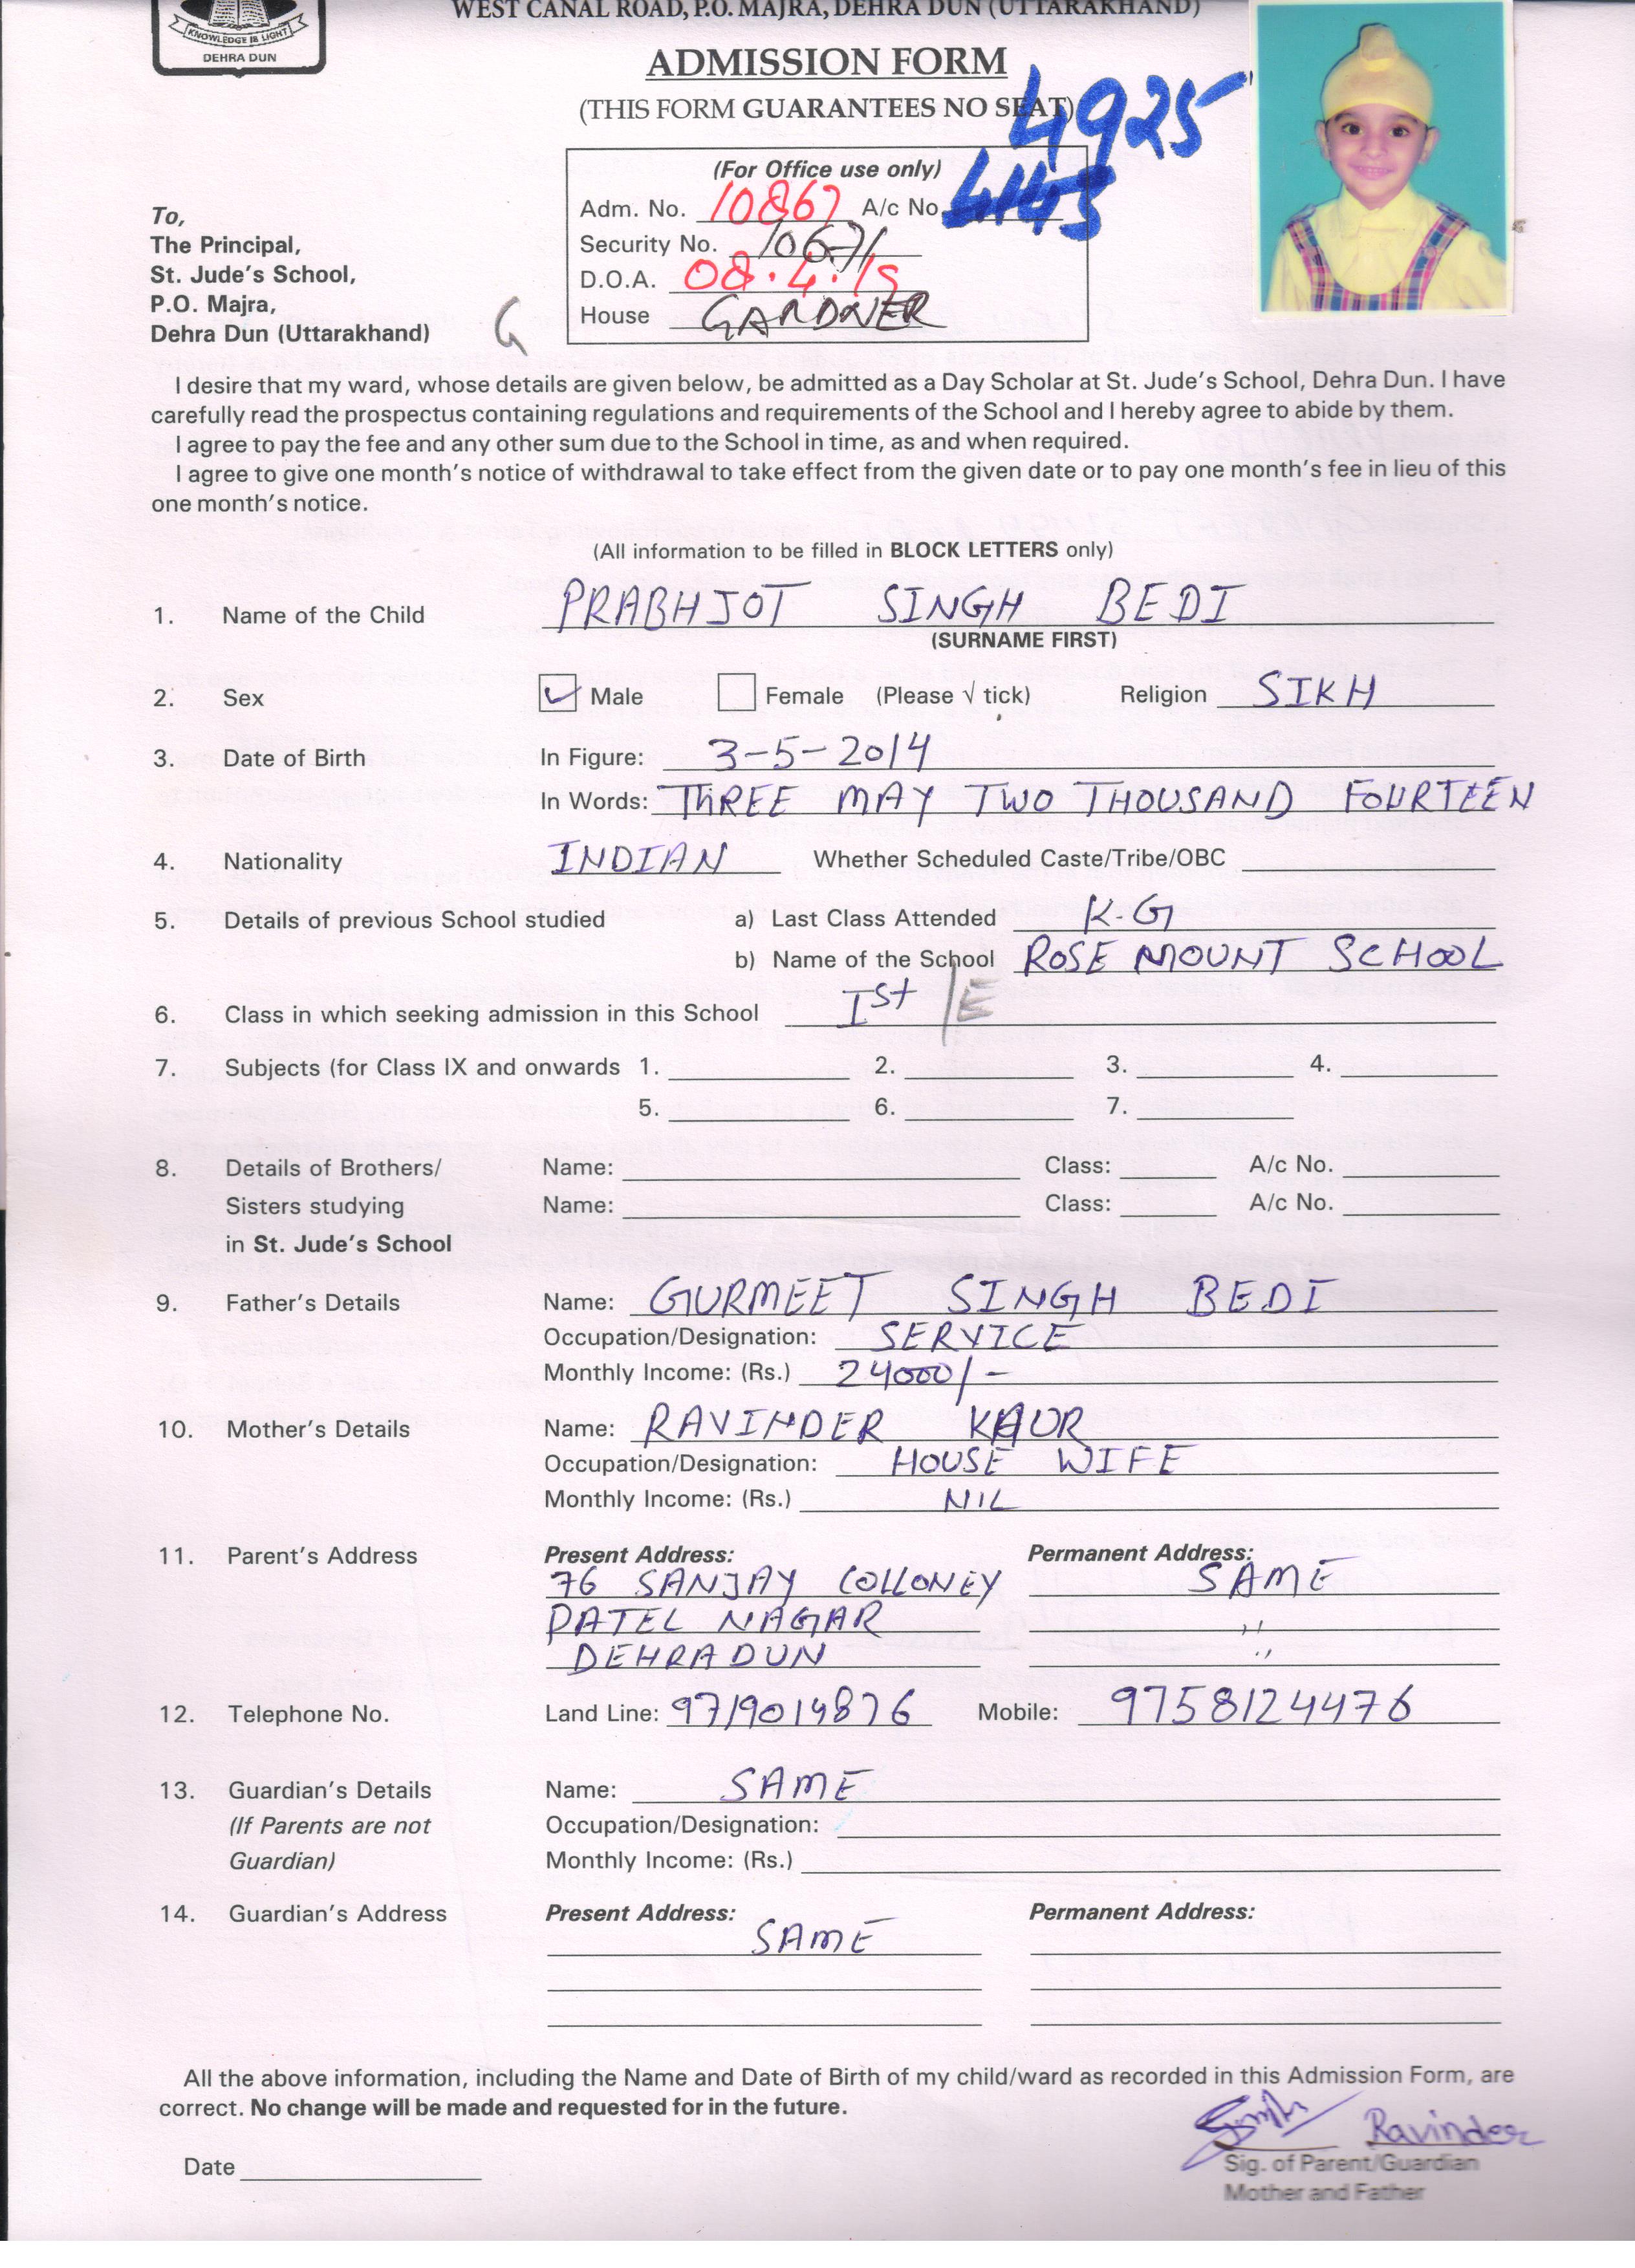 WEST CANAL ROAD, P.O. MAJRA, DEHRA DUN (UTTARAKHAND)
KNOWLEDGE IS LIGHT
DEHRA DUN
ADMISSION FORM
(THIS FORM GUARANTEES NO SEAT)
4925
(For Office use only)
Adm. No. 10867 A/c No.
Security No. 10671
D.O.A. 08.4.19
House GARDNER
To,
The Principal,
St. Jude's School,
P.O. Majra,
Dehra Dun (Uttarakhand)
G
I desire that my ward, whose details are given below, be admitted as a Day Scholar at St. Jude's School, Dehra Dun. I have
carefully read the prospectus containing regulations and requirements of the School and I hereby agree to abide by them.
I agree to pay the fee and any other sum due to the School in time, as and when required.
I agree to give one month's notice of withdrawal to take effect from the given date or to pay one month's fee in lieu of this
one month's notice.
(All information to be filled in BLOCK LETTERS only)
1. Name of the Child PRABHJOT SINGH BEDI
(SURNAME FIRST)
2. Sex Male Female (Please √ tick) Religion SIKH
3. Date of Birth In Figure: 3-5-2014
In Words: THREE MAY TWO THOUSAND FOURTEEN
4. Nationality INDIAN Whether Scheduled Caste/Tribe/OBC
5. Details of previous School studied a) Last Class Attended K-G
b) Name of the School ROSE MOUNT SCHOOL
6. Class in which seeking admission in this School Ist /E
7. Subjects (for Class IX and onwards 1. 2. 3. 4.
5. 6. 7.
8. Details of Brothers/ Name: Class: A/c No.
Sisters studying Name: Class: A/c No.
in St. Jude's School
9. Father's Details Name: GURMEET SINGH BEDI
Occupation/Designation: SERVICE
Monthly Income: (Rs.) 24000/-
10. Mother's Details Name: RAVINDER KAUR
Occupation/Designation: HOUSE WIFE
Monthly Income: (Rs.) NIL
11. Parent's Address Present Address: Permanent Address:
76 SANJAY COLLONEY SAME
PATEL NAGAR "
DEHRADUN "
12. Telephone No. Land Line: 9719014876 Mobile: 9758124476
13. Guardian's Details Name: SAME
(If Parents are not Occupation/Designation:
Guardian) Monthly Income: (Rs.)
14. Guardian's Address Present Address: Permanent Address:
SAME
All the above information, including the Name and Date of Birth of my child/ward as recorded in this Admission Form, are
correct. No change will be made and requested for in the future.
Ravinder
Date
Sig. of Parent/Guardian
Mother and Father